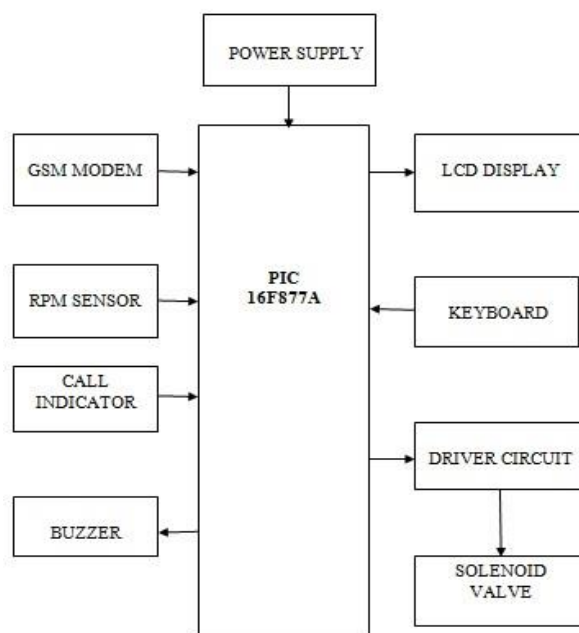 POWER SUPPLY
GSM MODEM
LCD DISPLAY
PIC
16F877A
RPM SENSOR
KEYBOARD
CALL
INDICATOR
DRIVER CIRCUIT
BUZZER
SOLENOID
VALVE